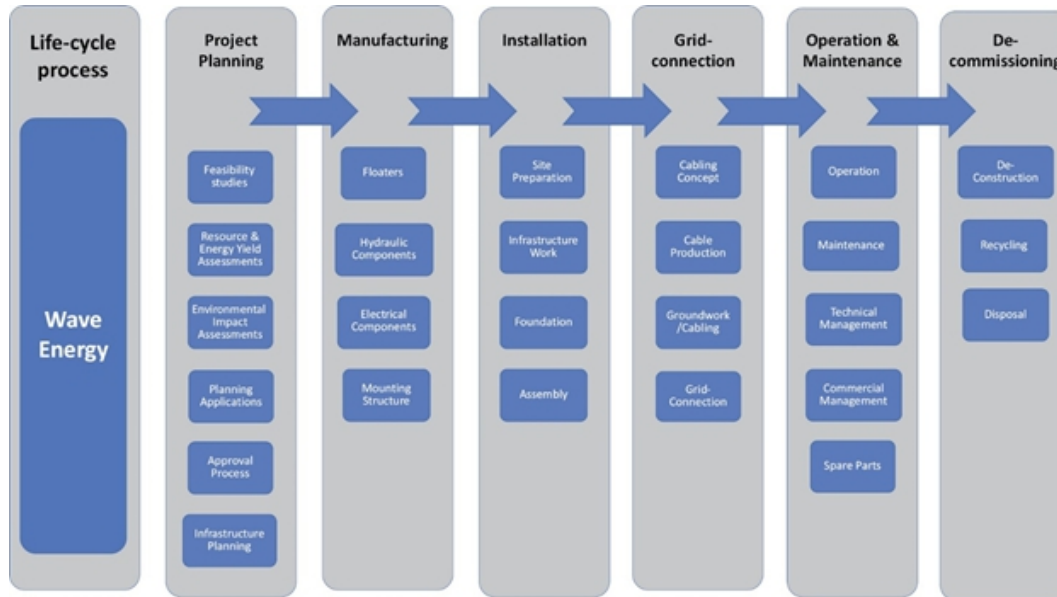 Life-cycle
process
Wave
Energy
Project
Planning
Feasibility
studies
Resource &
Energy Yield
Assessments
Environmental
Impact
Assessments
Planning
Applications
Approval
Process
Infrastructure
Planning
Manufacturing
Floaters
Hydraulic
Components
Electrical
Components
Mounting
Structure
Installation
Site
Preparation
Infrastructure
Work
Foundation
Assembly
Grid-
connection
Cabling
Concept
Cable
Production
Groundwork
/Cabling
Grid-
Connection
Operation &
Maintenance
Operation
Maintenance
Technical
Management
Commercial
Management
Spare Parts
De-
commissioning
De-
Construction
Recycling
Disposal